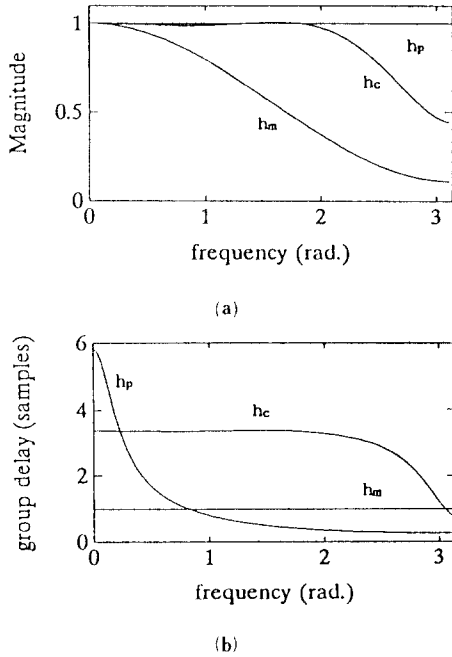 1
h_p
h_c
Magnitude
0.5
h_m
0
0 1 2 3
frequency (rad.)
(a)
6
h_p
group delay (samples)
4
h_c
2
h_m
0
0 1 2 3
frequency (rad.)
(b)